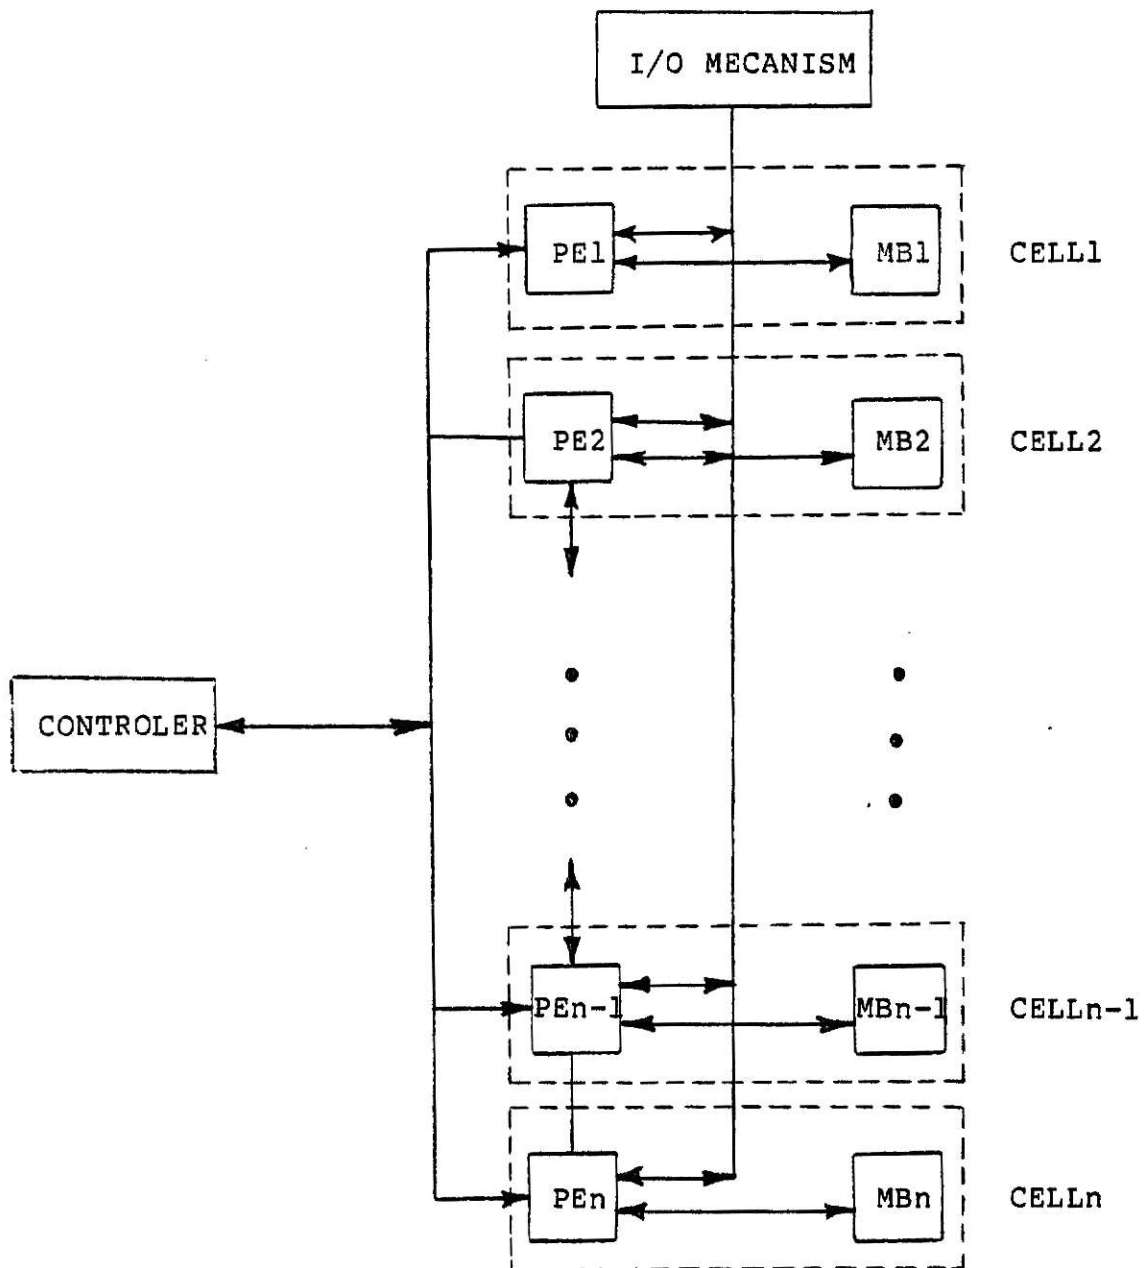 I/O MECANISM
PE1 MB1 CELL1
PE2 MB2 CELL2
CONTROLER
PEn-1 MBn-1 CELLn-1
PEn MBn CELLn